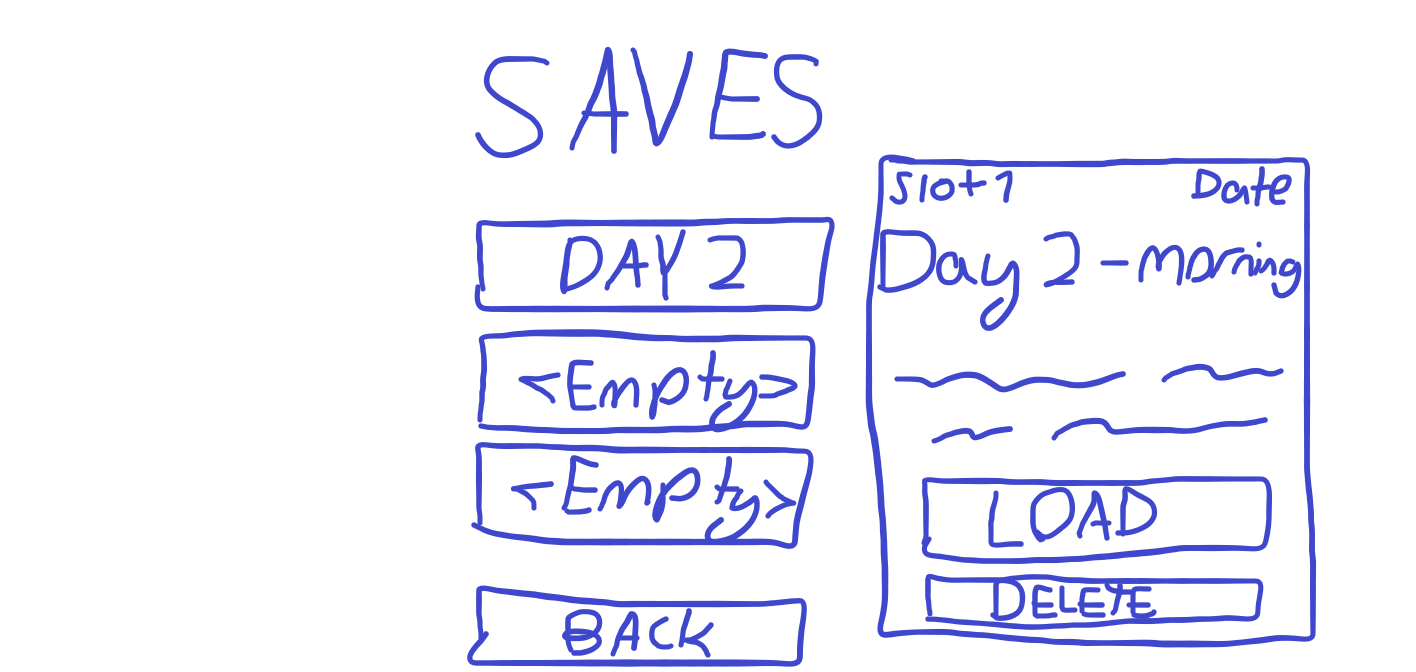 SAVES
DAY 2
<Empty>
<Empty>
BACK
Slot 1 Date
Day 2 - morning
LOAD
DELETE